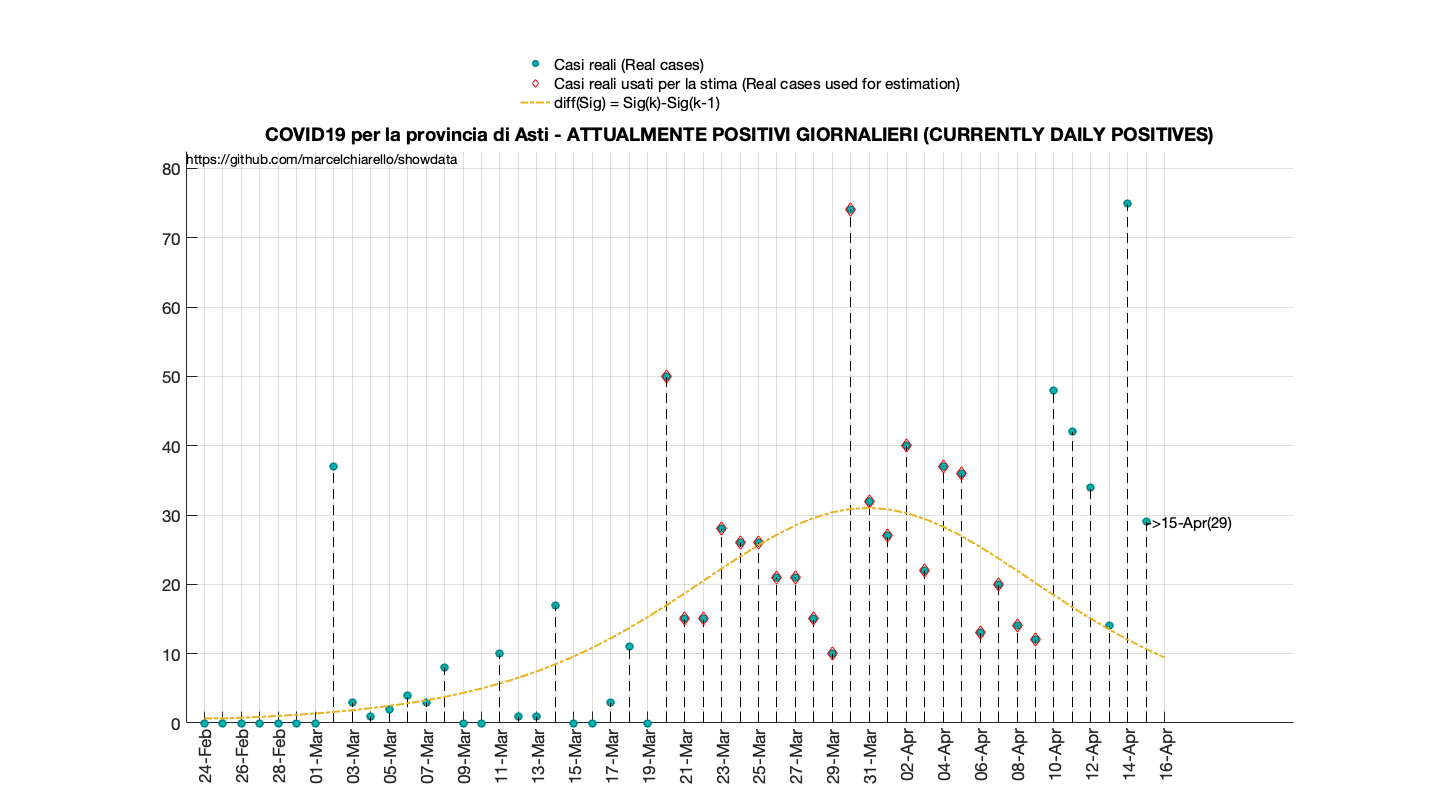 Casi reali (Real cases)
Casi reali usati per la stima (Real cases used for estimation)
diff(Sig) = Sig(k)-Sig(k-1)
COVID19 per la provincia di Asti - ATTUALMENTE POSITIVI GIORNALIERI (CURRENTLY DAILY POSITIVES)
https://github.com/marcelchiarello/showdata
80
70
60
50
40
30
20
10
0
>15-Apr(29)
24-Feb
26-Feb
28-Feb
01-Mar
03-Mar
05-Mar
07-Mar
09-Mar
11-Mar
13-Mar
15-Mar
17-Mar
19-Mar
21-Mar
23-Mar
25-Mar
27-Mar
29-Mar
31-Mar
02-Apr
04-Apr
06-Apr
08-Apr
10-Apr
12-Apr
14-Apr
16-Apr